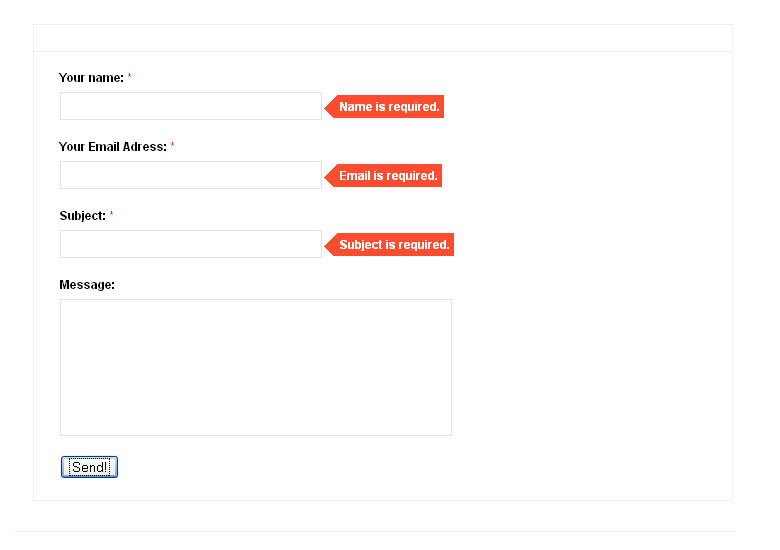 Your name: *
Name is required.
Your Email Adress: *
Email is required.
Subject: *
Subject is required.
Message:
Send!